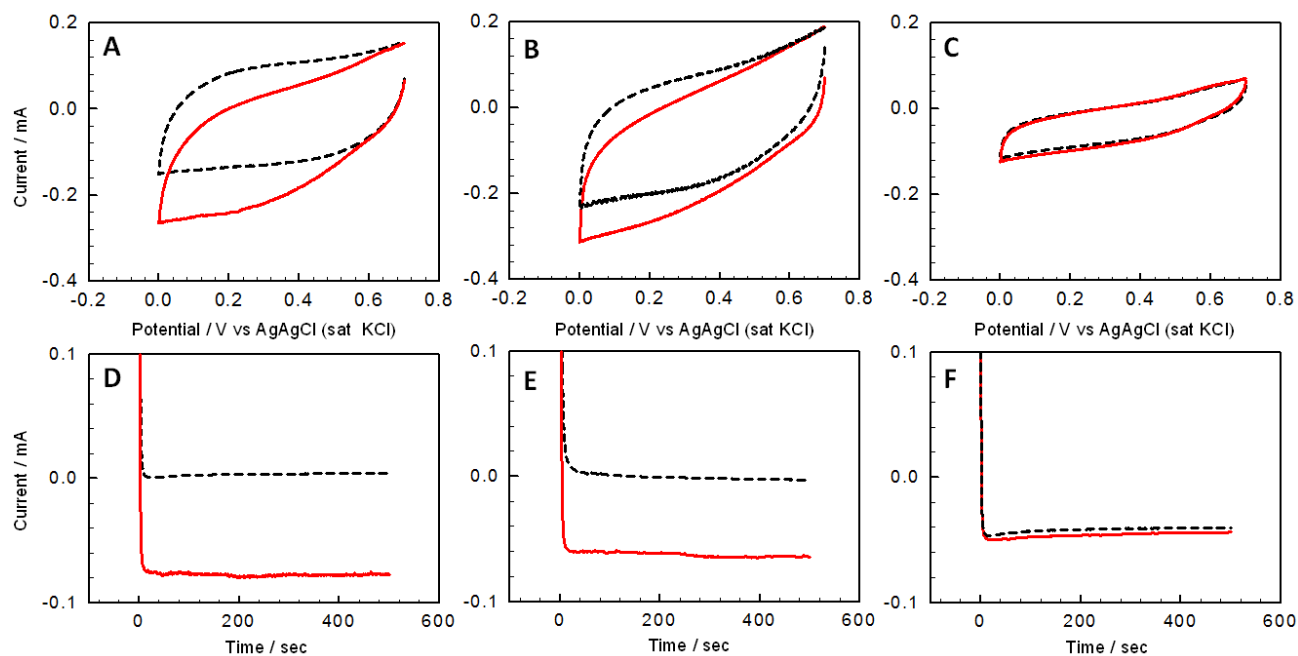 A
B
C
Current / mA
0.2
0.0
-0.2
-0.4
-0.2 0.0 0.2 0.4 0.6 0.8
Potential / V vs AgAgCl (sat KCl)
0.2
0.0
-0.2
-0.4
-0.2 0.0 0.2 0.4 0.6 0.8
Potential / V vs AgAgCl (sat KCl)
0.2
0.0
-0.2
-0.4
-0.2 0.0 0.2 0.4 0.6 0.8
Potential / V vs AgAgCl (sat KCl)
D
E
F
Current / mA
0.1
0.0
-0.1
0 200 400 600
Time / sec
0.1
0.0
-0.1
0 200 400 600
Time / sec
0.1
0.0
-0.1
0 200 400 600
Time / sec